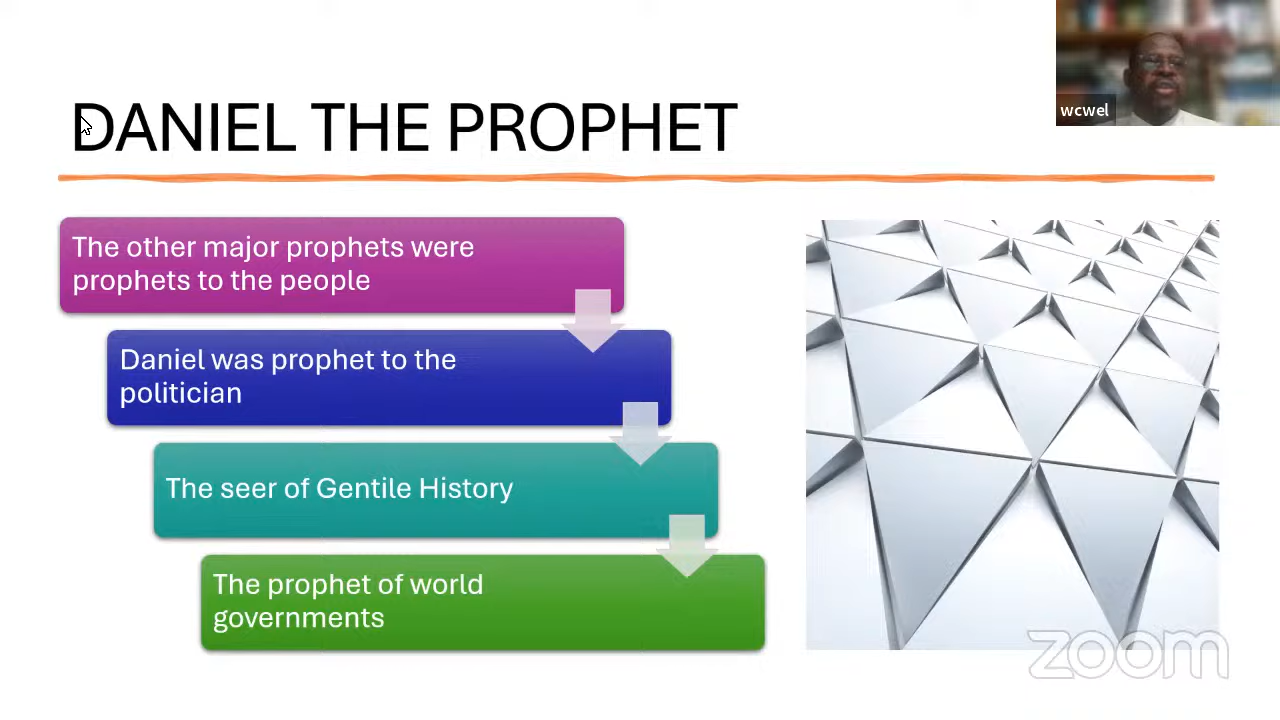 DANIEL THE PROPHET
wcwel
The other major prophets were
prophets to the people
Daniel was prophet to the
politician
The seer of Gentile History
The prophet of world
governments
zoom